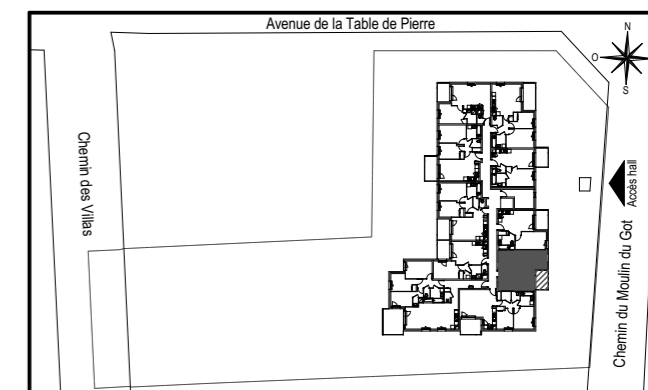 Avenue de la Table de Pierre
N
O
S
Chemin des Villas
Accès hall
Chemin du Moulin du Got